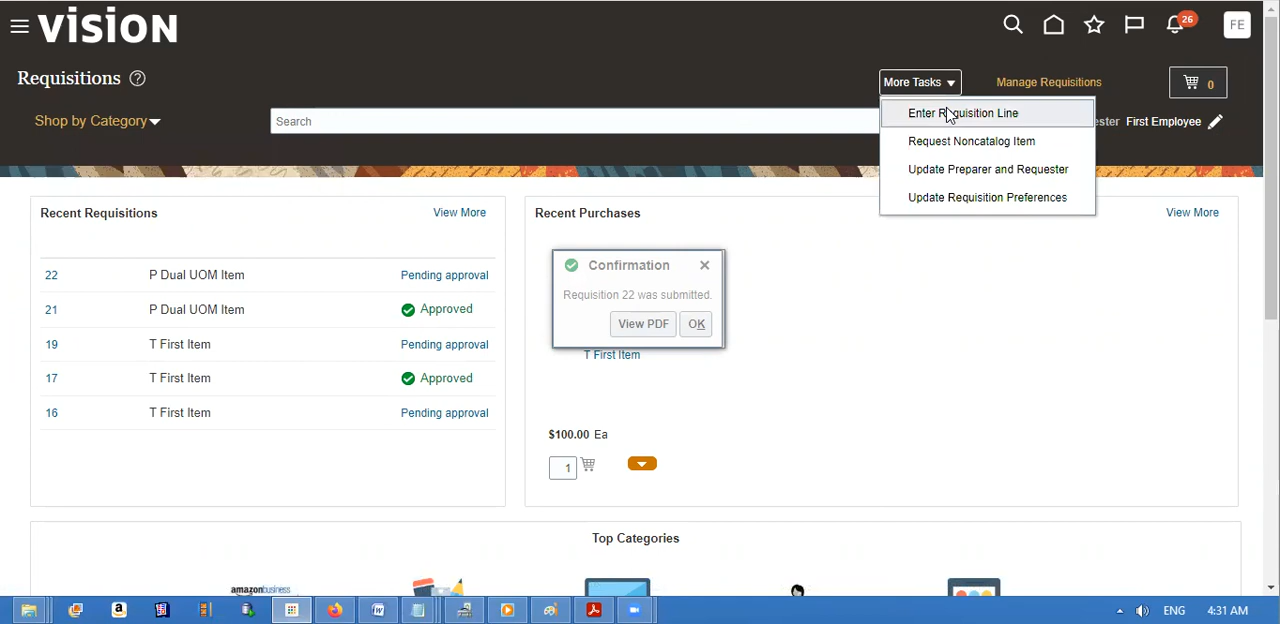 vision
26
FE
Requisitions ?
More Tasks
Manage Requisitions
0
Shop by Category
Search
Enter Requisition Line
ester First Employee
Request Noncatalog Item
Update Preparer and Requester
Update Requisition Preferences
Recent Requisitions
View More
22 P Dual UOM Item Pending approval
21 P Dual UOM Item Approved
19 T First Item Pending approval
17 T First Item Approved
16 T First Item Pending approval
Recent Purchases
View More
Confirmation
Requisition 22 was submitted.
View PDF OK
T First Item
$100.00 Ea
1
Top Categories
amazonbusiness
ENG 4:31 AM